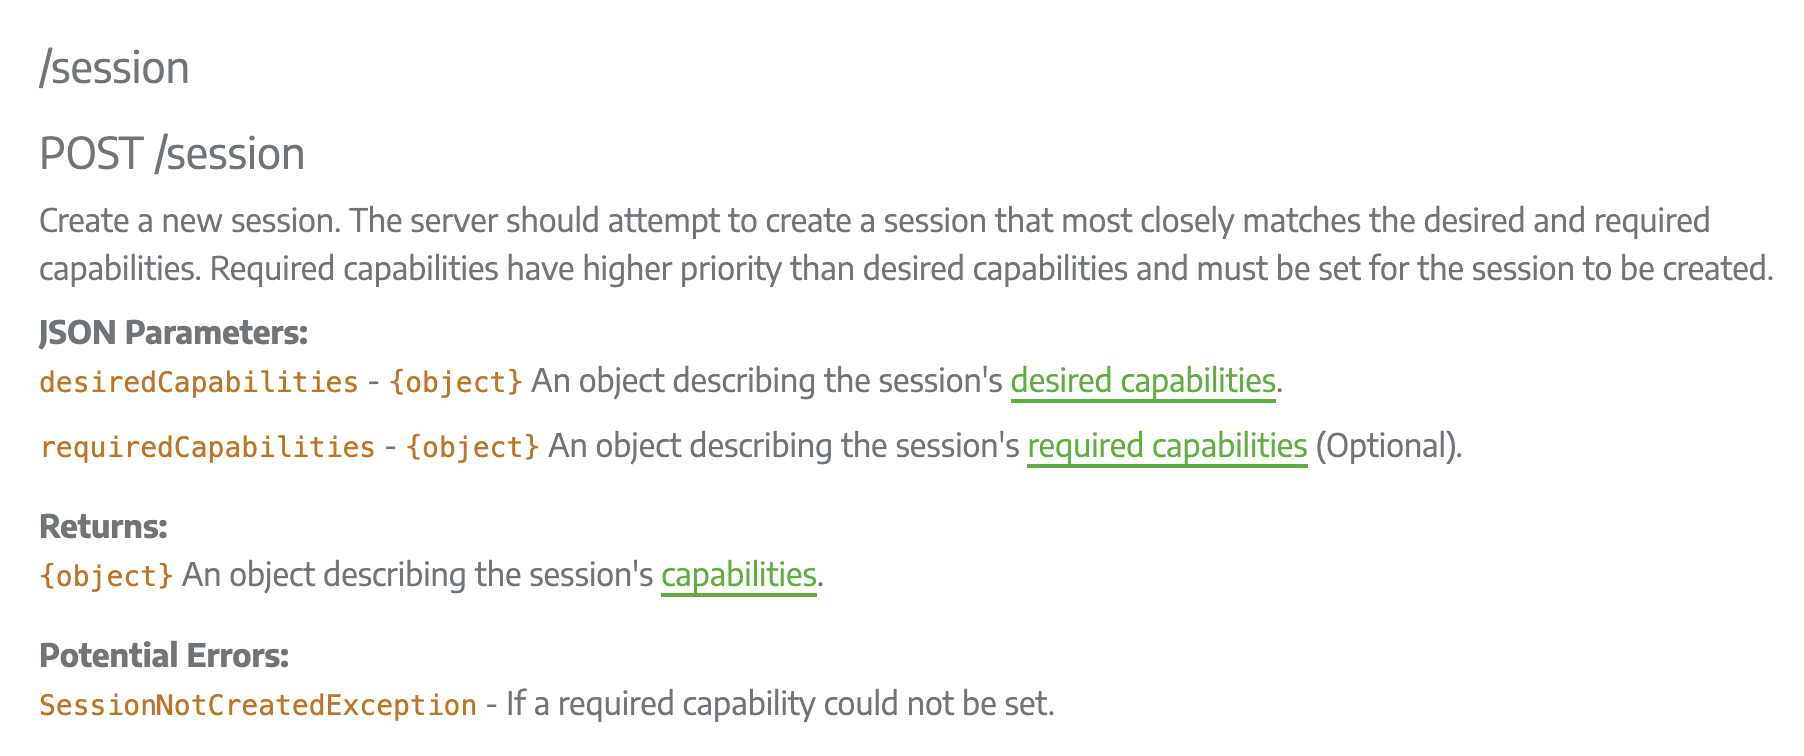 /session
POST /session
Create a new session. The server should attempt to create a session that most closely matches the desired and required
capabilities. Required capabilities have higher priority than desired capabilities and must be set for the session to be created.
JSON Parameters:
desiredCapabilities - {object} An object describing the session's desired capabilities.
requiredCapabilities - {object} An object describing the session's required capabilities (Optional).
Returns:
{object} An object describing the session's capabilities.
Potential Errors:
SessionNotCreatedException - If a required capability could not be set.